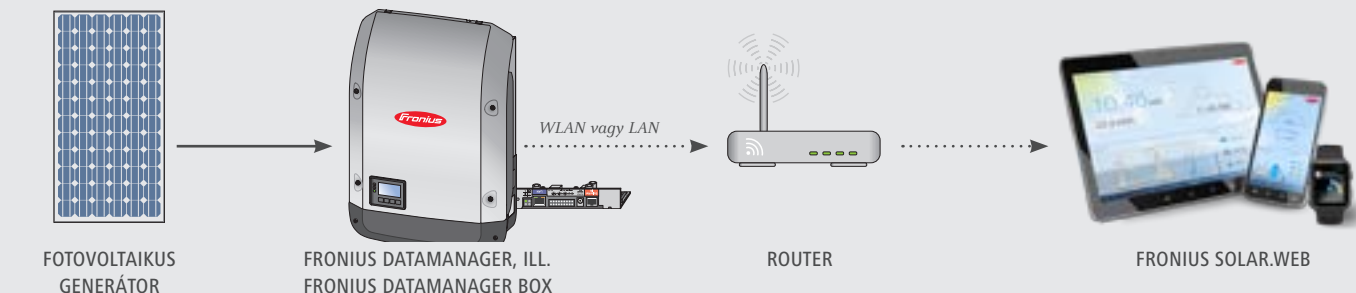 Fronius
WLAN vagy LAN
FOTOVOLTAIKUS
GENERÁTOR
FRONIUS DATAMANAGER, ILL.
FRONIUS DATAMANAGER BOX
ROUTER
FRONIUS SOLAR.WEB